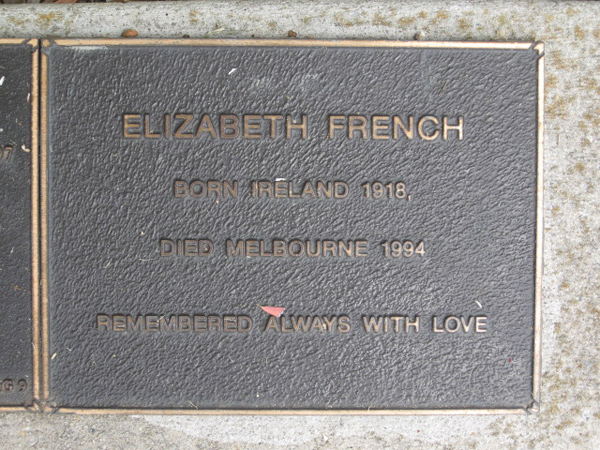 ELIZABETH FRENCH
BORN IRELAND 1918,
DIED MELBOURNE 1994
REMEMBERED ALWAYS WITH LOVE